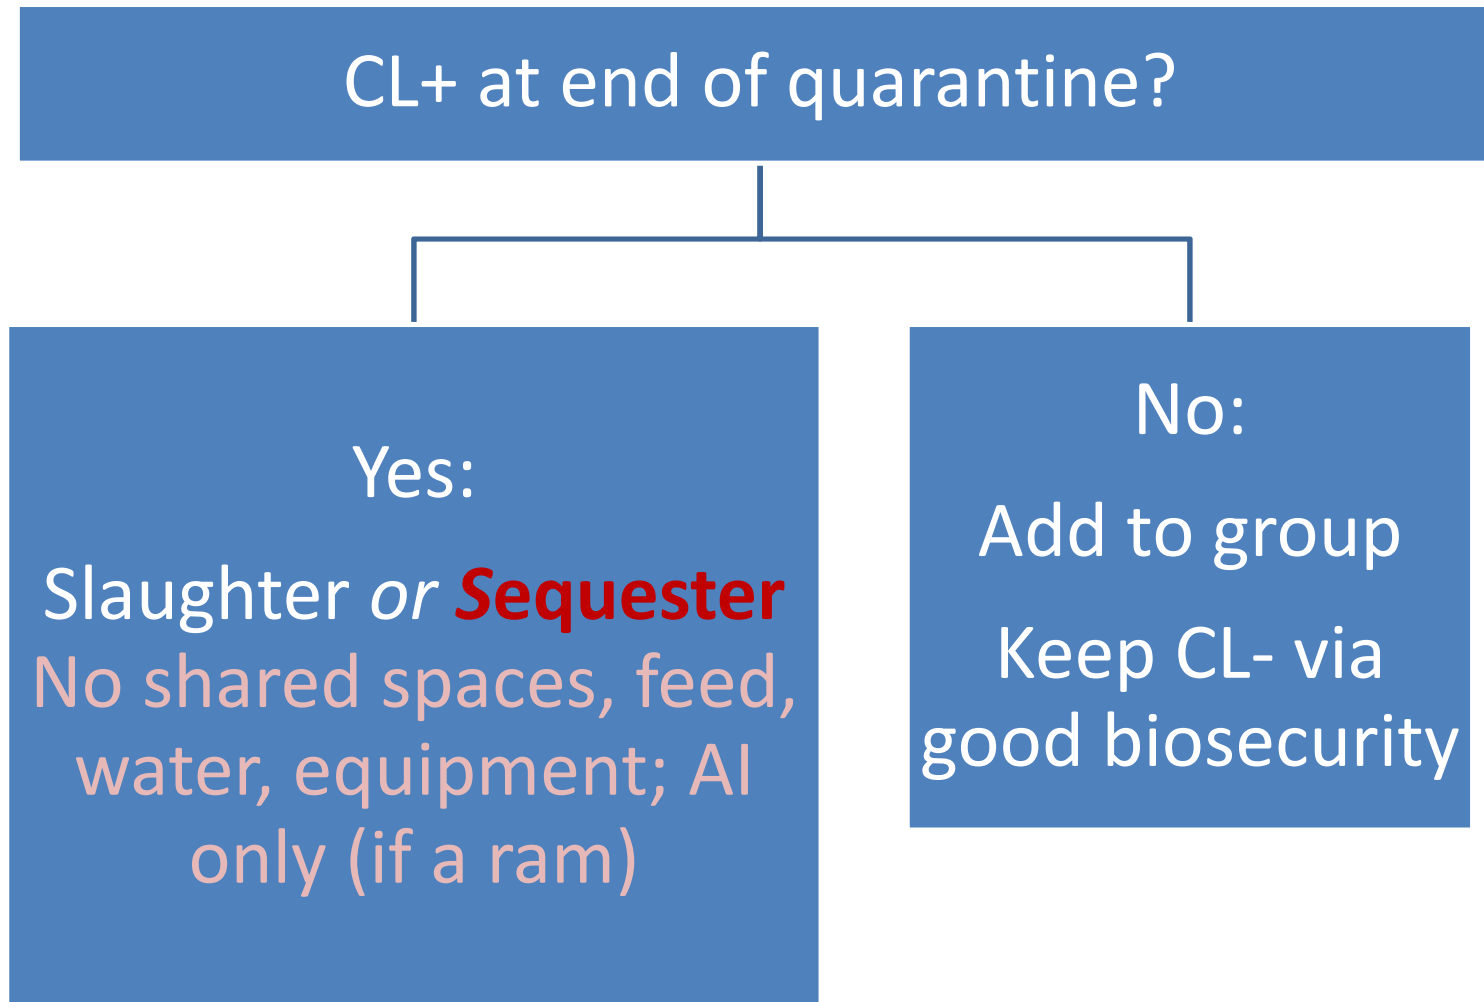 CL+ at end of quarantine?
Yes:
Slaughter or Sequester
No shared spaces, feed,
water, equipment; AI
only (if a ram)
No:
Add to group
Keep CL- via
good biosecurity